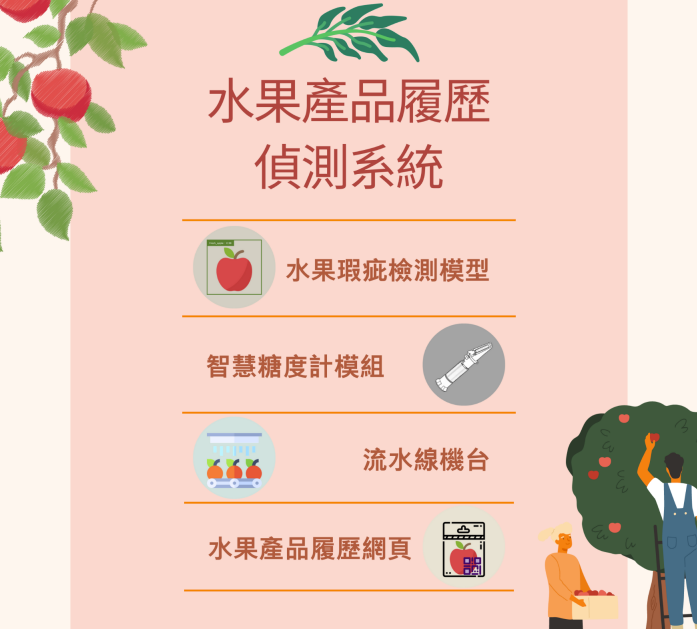 水果產品履歷
偵測系統
水果瑕疵檢測模型
智慧糖度計模組
流水線機台
水果產品履歷網頁